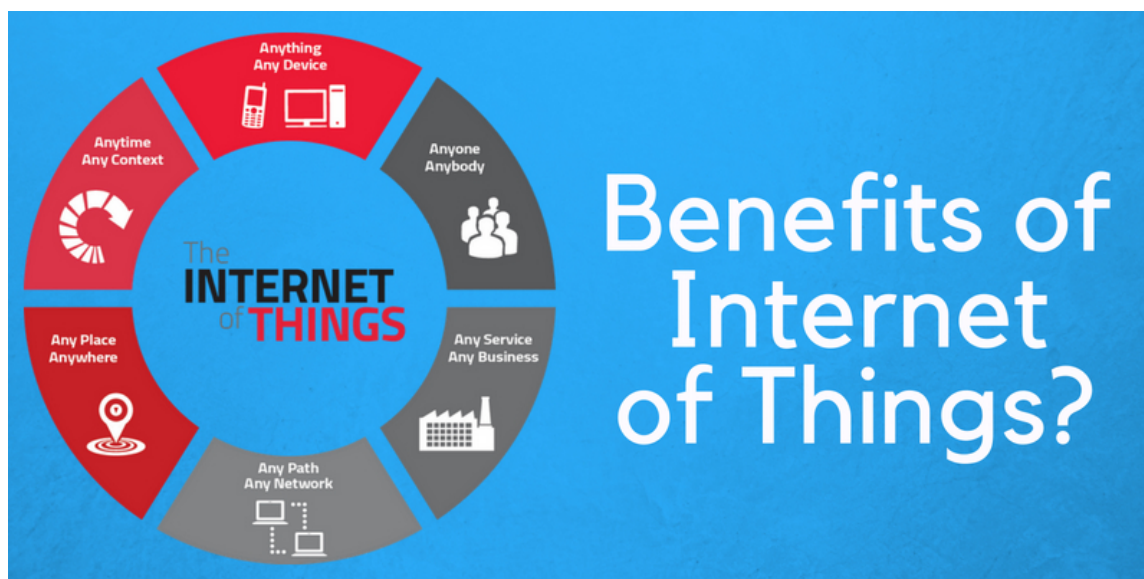 Anything
Any Device
Anyone
Anybody
Any Service
Any Business
Any Path
Any Network
Any Place
Anywhere
Anytime
Any Context
The
INTERNET
of THINGS
Benefits of
Internet
of Things?